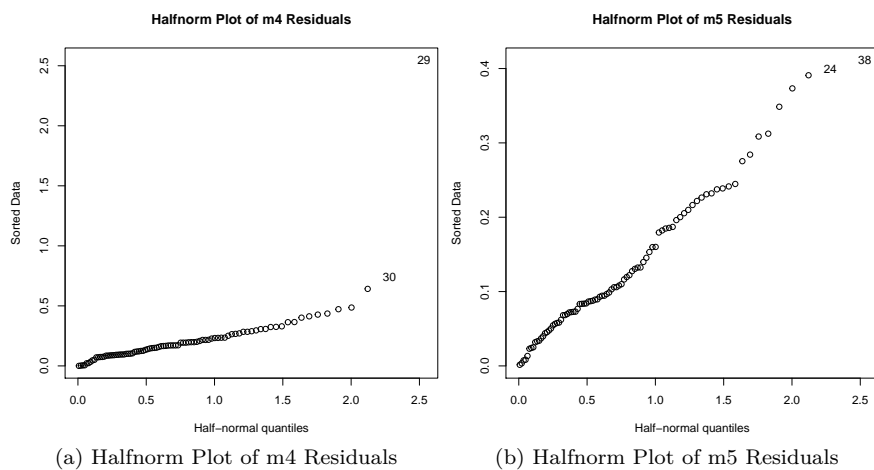 Halfnorm Plot of m4 Residuals
29
30
Sorted Data
0.0 0.5 1.0 1.5 2.0 2.5
0.0 0.5 1.0 1.5 2.0 2.5
Half−normal quantiles
(a) Halfnorm Plot of m4 Residuals
Halfnorm Plot of m5 Residuals
38
24
Sorted Data
0.0 0.1 0.2 0.3 0.4
0.0 0.5 1.0 1.5 2.0 2.5
Half−normal quantiles
(b) Halfnorm Plot of m5 Residuals